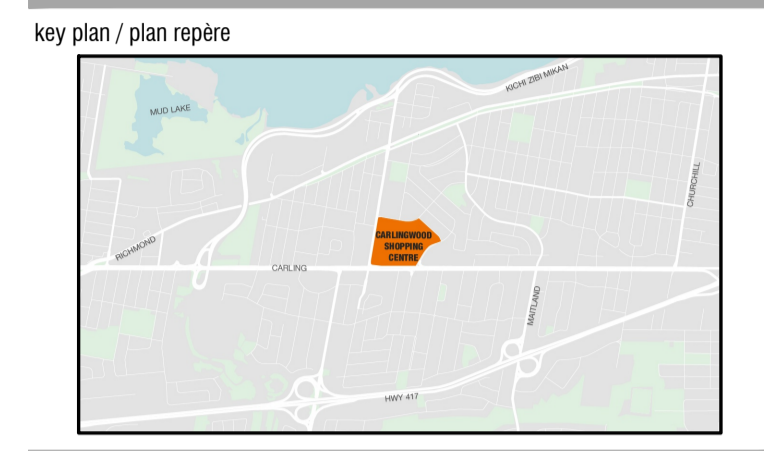 key plan / plan repère
KICHI ZIBI MIKAN
MUD LAKE
CHURCHILL
RICHMOND
CARLINGWOOD
SHOPPING
CENTRE
CARLING
MAITLAND
HWY 417